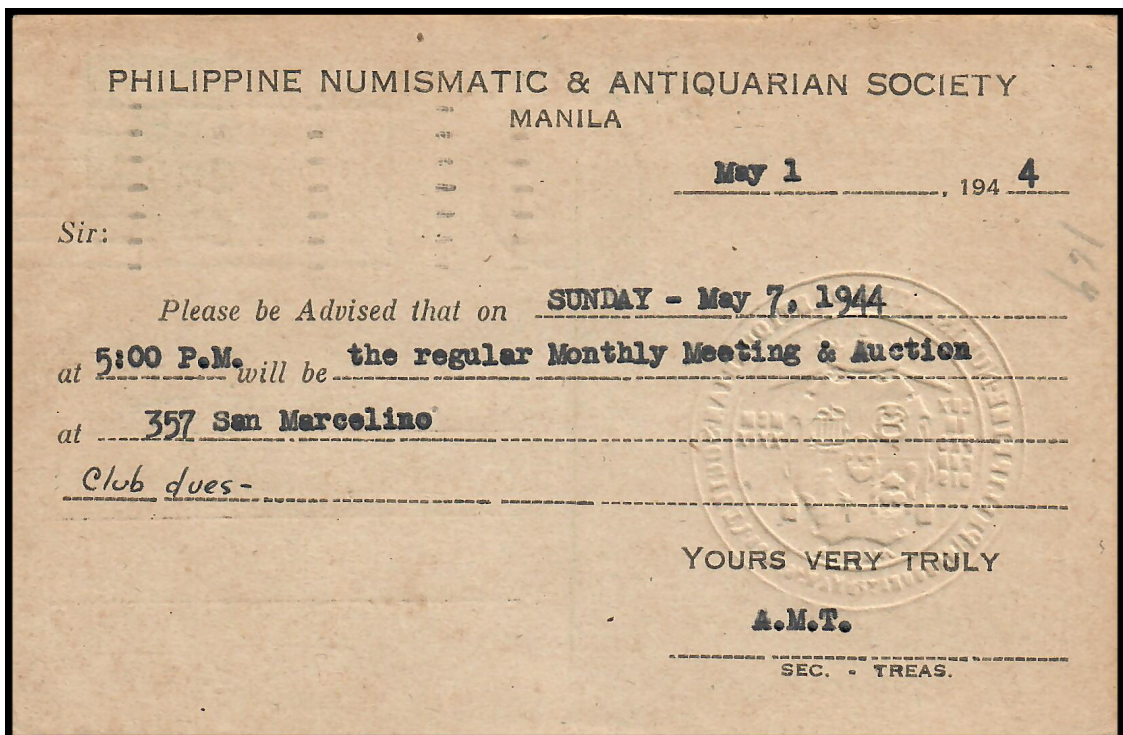 PHILIPPINE NUMISMATIC & ANTIQUARIAN SOCIETY
MANILA
May 1, 194 4
Sir:
Please be Advised that on SUNDAY - May 7, 1944
at 5:00 P.M. will be the regular Monthly Meeting & Auction
at 357 San Marcelino
Club dues-
YOURS VERY TRULY
A.M.T.
SEC. - TREAS.